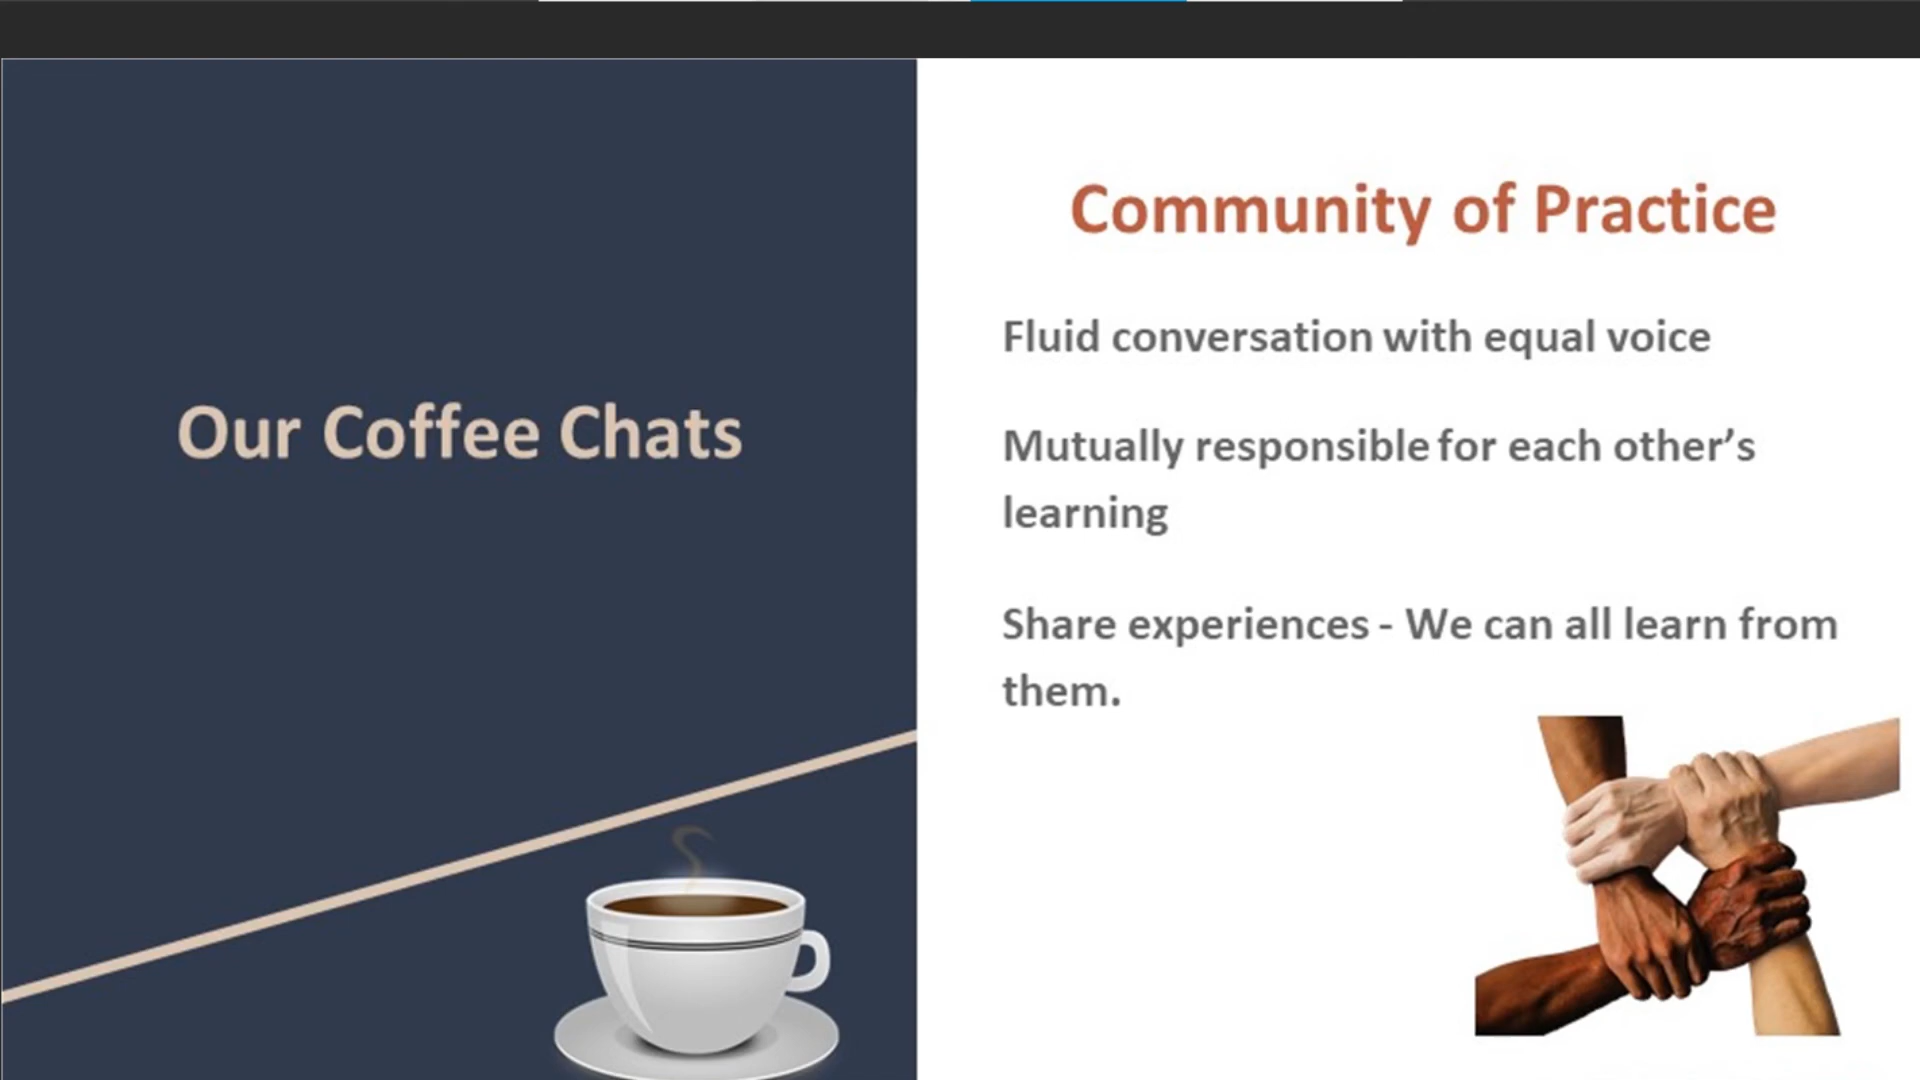 Our Coffee Chats
Community of Practice
Fluid conversation with equal voice
Mutually responsible for each other’s
learning
Share experiences - We can all learn from
them.